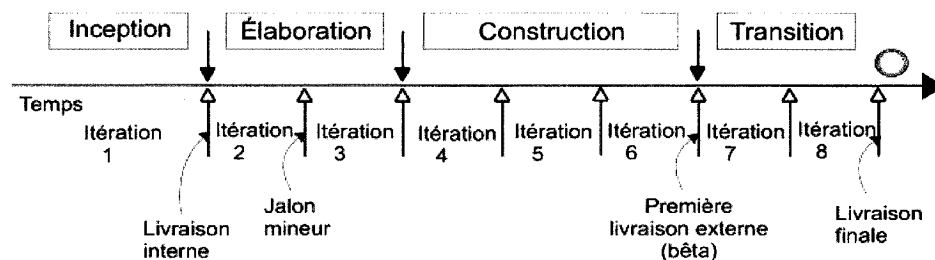 Inception
Élaboration
Construction
Transition
Temps
Itération
1
Itération
2
Itération
3
Itération
4
Itération
5
Itération
6
Itération
7
Itération
8
Livraison
interne
Jalon
mineur
Première
livraison externe
(bêta)
Livraison
finale